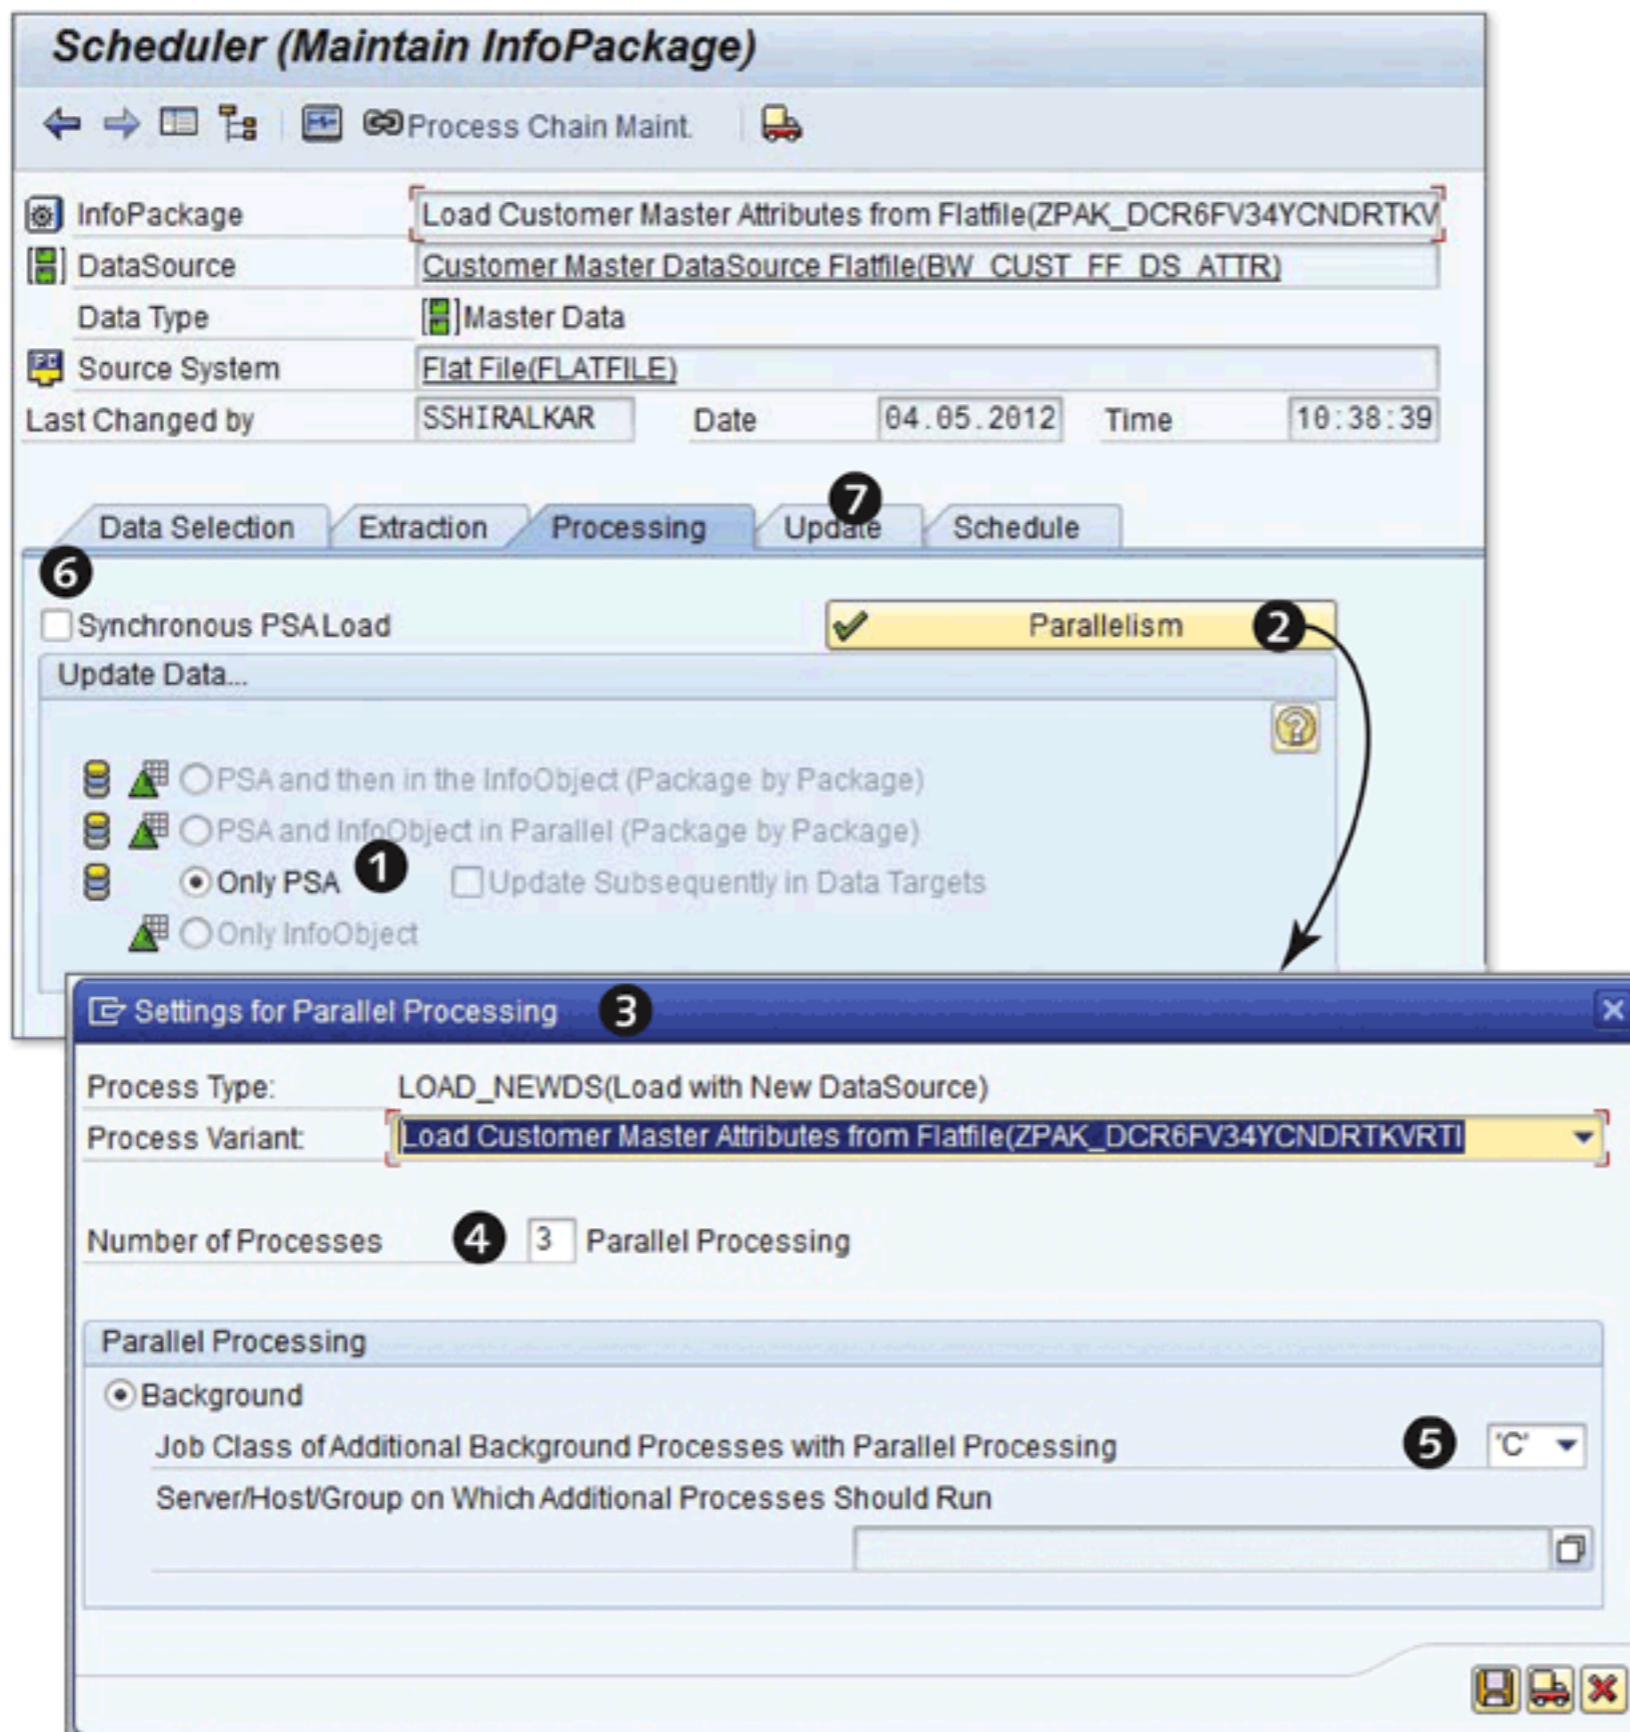 Scheduler (Maintain InfoPackage)
Process Chain Maint.
InfoPackage Load Customer Master Attributes from Flatfile(ZPAK_DCR6FV34YCNDRTKV
DataSource Customer Master DataSource Flatfile(BW_CUST_FF_DS_ATTR)
Data Type Master Data
Source System Flat File(FLATFILE)
Last Changed by SSHIRALKAR Date 04.05.2012 Time 10:38:39
7
Data Selection Extraction Processing Update Schedule
6
Synchronous PSA Load Parallelism 2
Update Data...
PSA and then in the InfoObject (Package by Package)
PSA and InfoObject in Parallel (Package by Package)
Only PSA 1 Update Subsequently in Data Targets
Only InfoObject
Settings for Parallel Processing 3
Process Type: LOAD_NEWDS(Load with New DataSource)
Process Variant: Load Customer Master Attributes from Flatfile(ZPAK_DCR6FV34YCNDRTKVRTI
Number of Processes 4 3 Parallel Processing
Parallel Processing
Background
Job Class of Additional Background Processes with Parallel Processing 5 'C'
Server/Host/Group on Which Additional Processes Should Run